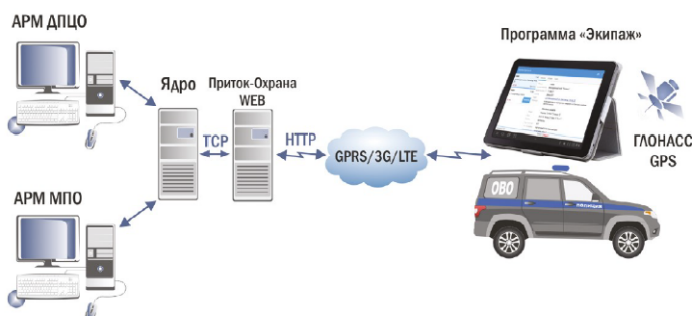 АРМ ДПЦО
Ядро
Приток-Охрана
WEB
TCP
HTTP
GPRS/3G/LTE
Программа «Экипаж»
ГЛОНАСС
GPS
ОВО
ПОЛИЦИЯ
АРМ МПО